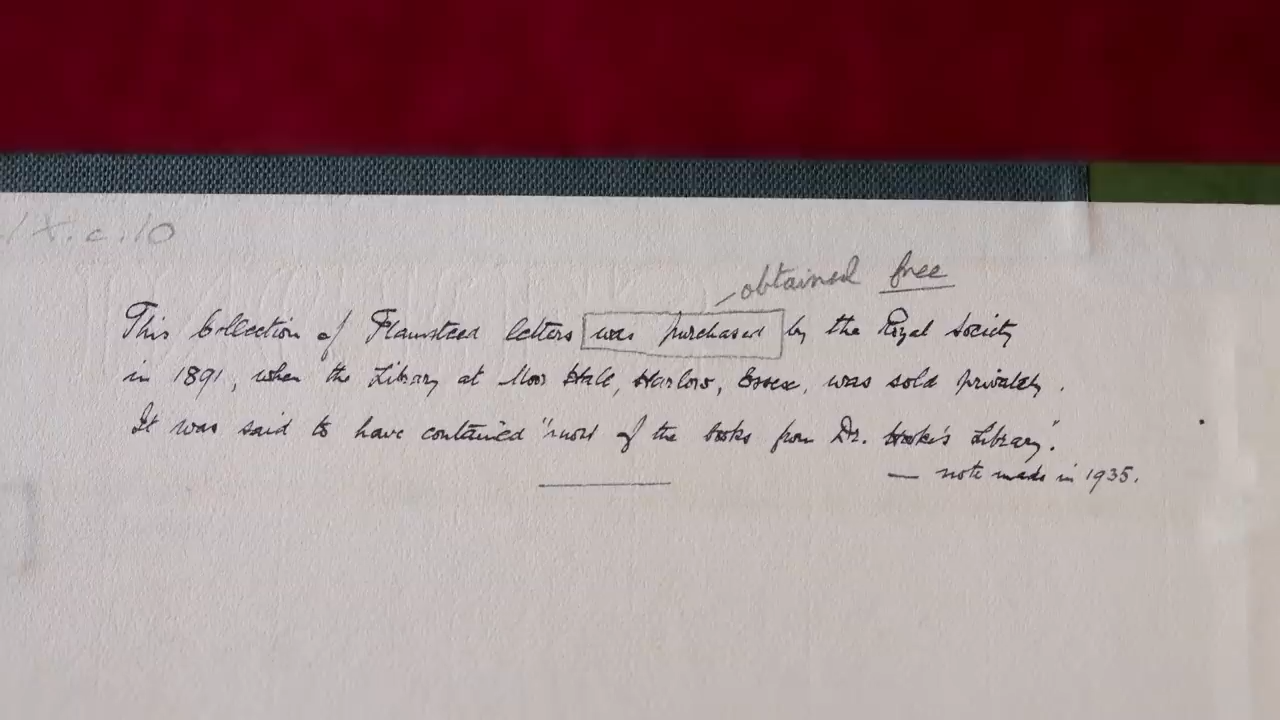 IX.c.10
obtained free
This Collection of Flamsteed letters was purchased by the Royal Society
in 1891, when the Library at Moor Hall, Harlow, Essex, was sold privately.
It was said to have contained "most of the books from Dr. Hooke's Library".
— note made in 1935.